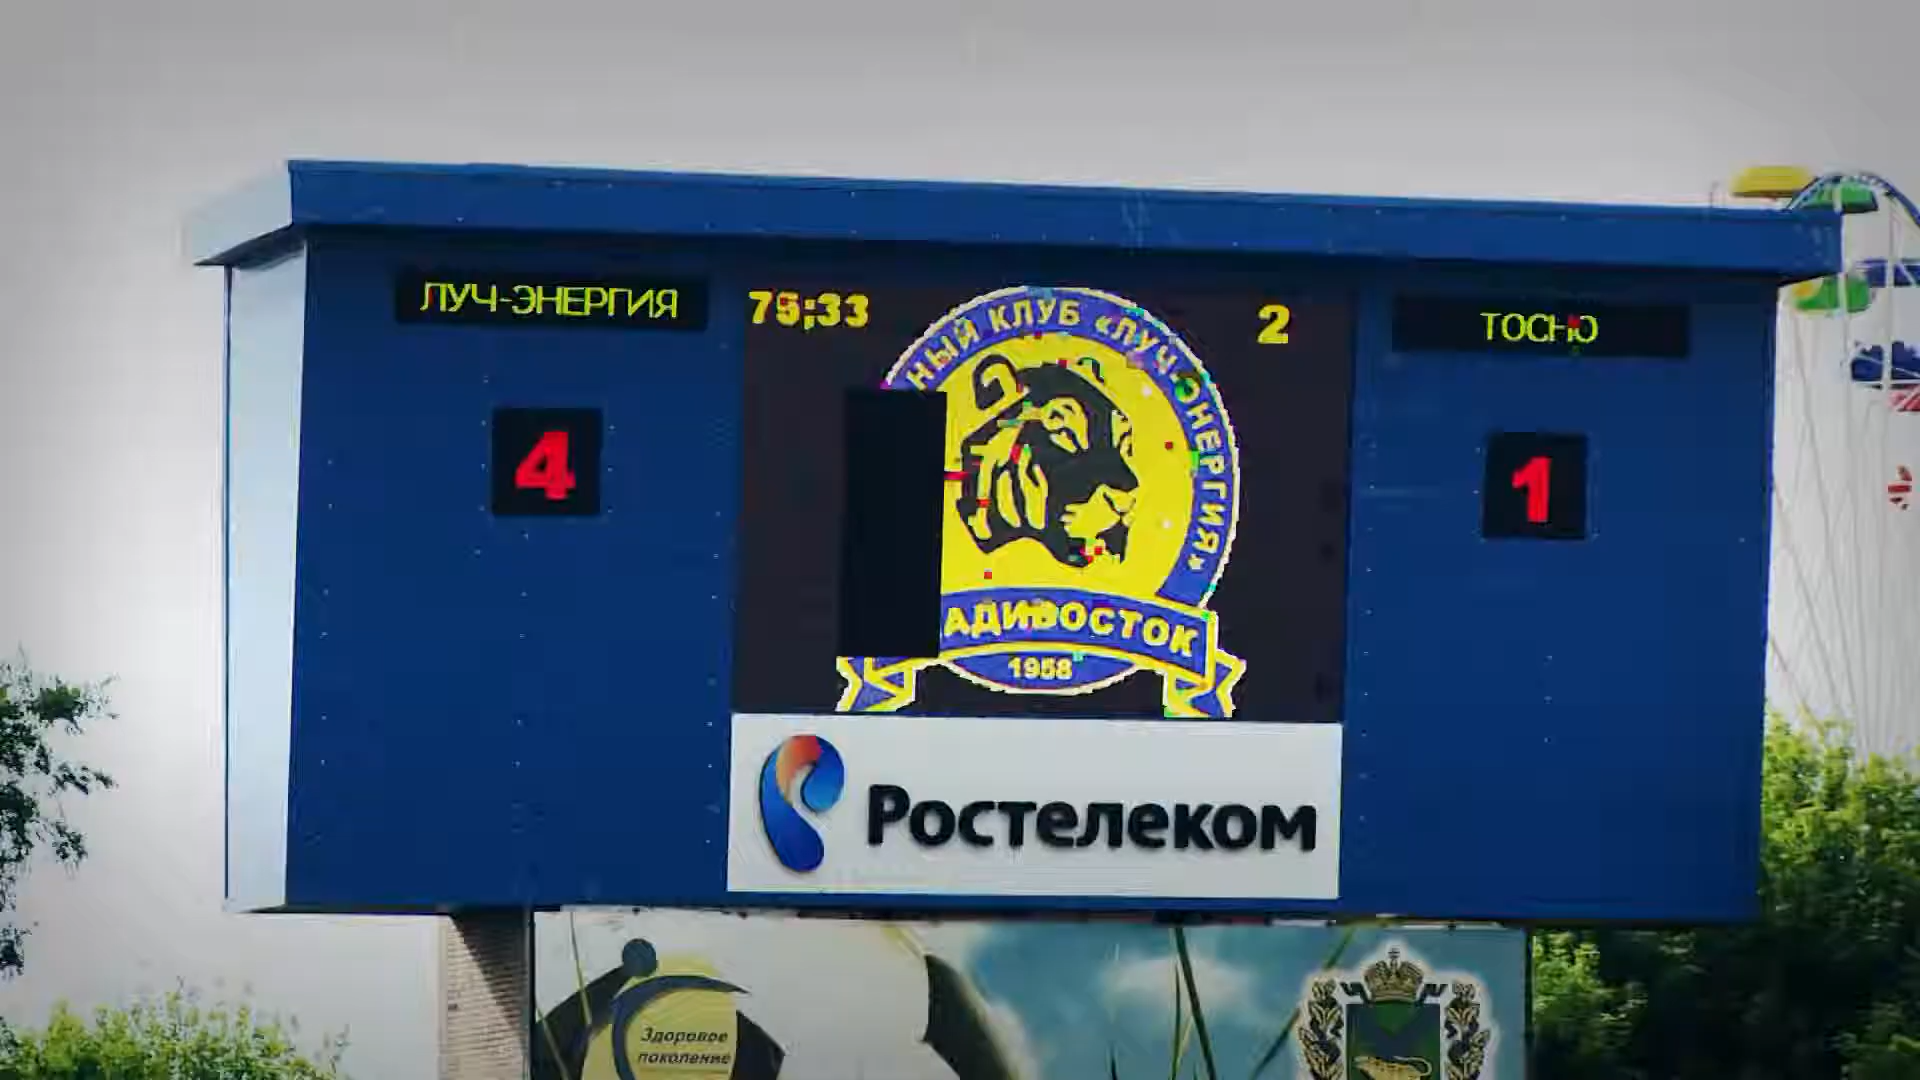 ЛУЧ-ЭНЕРГИЯ
75:33
2
ТОСНО
4
1
НЫЙ КЛУБ «ЛУЧ-ЭНЕРГИЯ»
АДИВОСТОК
1958
Ростелеком
Здоровое
поколение